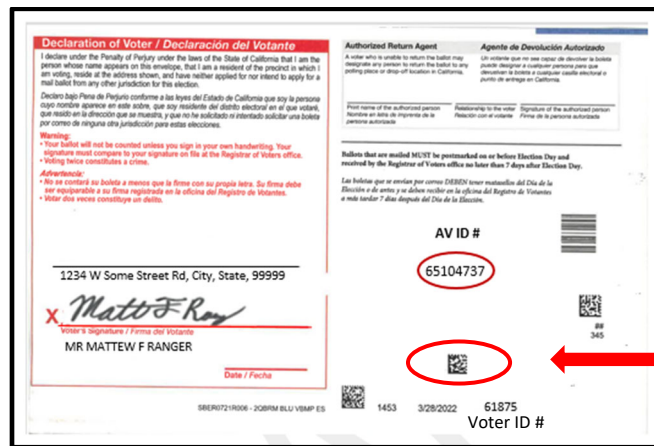 Declaration of Voter / Declaración del Votante
I declare under the Penalty of Perjury under the laws of the State of California that I am the
person whose name appears on this envelope, that I am a resident of the precinct in which I
am voting, reside at the address shown, and have neither applied for nor intend to apply for a
mail ballot from any other jurisdiction for this election.
Declaro bajo Pena de Perjurio conforme a las leyes del Estado de California que soy la persona
cuyo nombre aparece en este sobre, que soy residente del distrito electoral en el que votaré,
que resido en la dirección que se muestra, y que no he solicitado ni intentado solicitar una boleta
por correo de ninguna otra jurisdicción para estas elecciones.
Warning:
• Your ballot will not be counted unless you sign in your own handwriting. Your
signature must compare to your signature on file at the Registrar of Voters office.
• Voting twice constitutes a crime.
Advertencia:
• No se contará su boleta a menos que la firme con su propia letra. Su firma debe
ser equiparable a su firma registrada en la oficina del Registro de Votantes.
• Votar dos veces constituye un delito.
1234 W Some Street Rd, City, State, 99999
X Matt F Ray
Voter's Signature / Firma del Votante
MR MATTEW F RANGER
Date / Fecha
Authorized Return Agent
A voter who is unable to return the ballot may
designate any person to return the ballot to any
polling place or drop-off location in California.
Agente de Devolución Autorizado
Un votante que no sea capaz de devolver la boleta
puede designar a cualquier persona para que
devuelvan la boleta a cualquier casilla electoral o
punto de entrega en California.
Print name of the authorized person
Nombre en letra de imprenta de la
persona autorizada
Relationship to the voter
Relación con el votante
Signature of the authorized person
Firma de la persona autorizada
Ballots that are mailed MUST be postmarked on or before Election Day and
received by the Registrar of Voters office no later than 7 days after Election Day.
Las boletas que se envían por correo DEBEN tener matasellos del Día de la
Elección o de antes y se deben recibir en la oficina del Registro de Votantes
a más tardar 7 días después del Día de la Elección.
AV ID #
65104737
##
345
SBER0721R006 - 2QBRM BLU VBMP ES
1453
3/28/2022
61875
Voter ID #